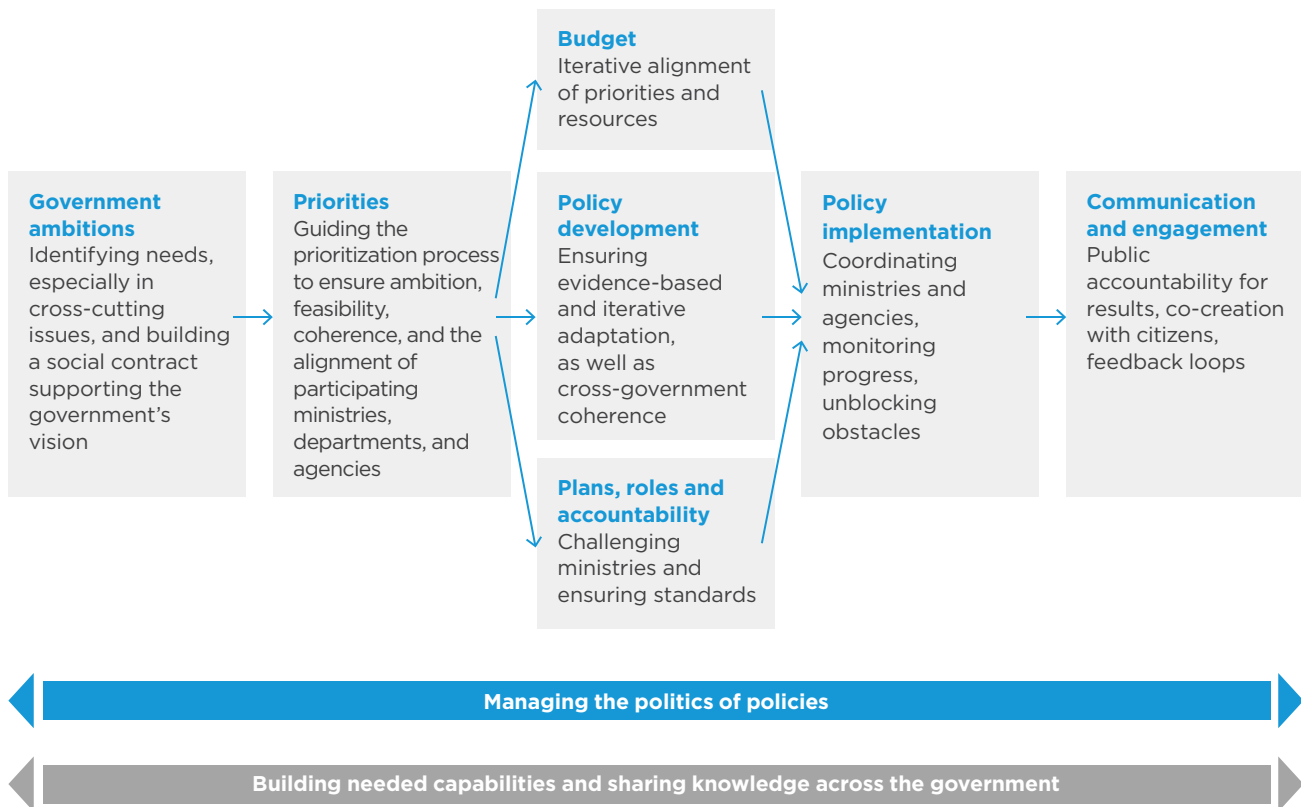 Government
ambitions
Identifying needs,
especially in
cross-cutting
issues, and building
a social contract
supporting the
government’s
vision
Priorities
Guiding the
prioritization process
to ensure ambition,
feasibility,
coherence, and the
alignment of
participating
ministries,
departments, and
agencies
Budget
Iterative alignment
of priorities and
resources
Policy
development
Ensuring
evidence-based
and iterative
adaptation,
as well as
cross-government
coherence
Plans, roles and
accountability
Challenging
ministries and
ensuring standards
Policy
implementation
Coordinating
ministries and
agencies,
monitoring
progress,
unblocking
obstacles
Communication
and engagement
Public
accountability for
results, co-creation
with citizens,
feedback loops
Managing the politics of policies
Building needed capabilities and sharing knowledge across the government